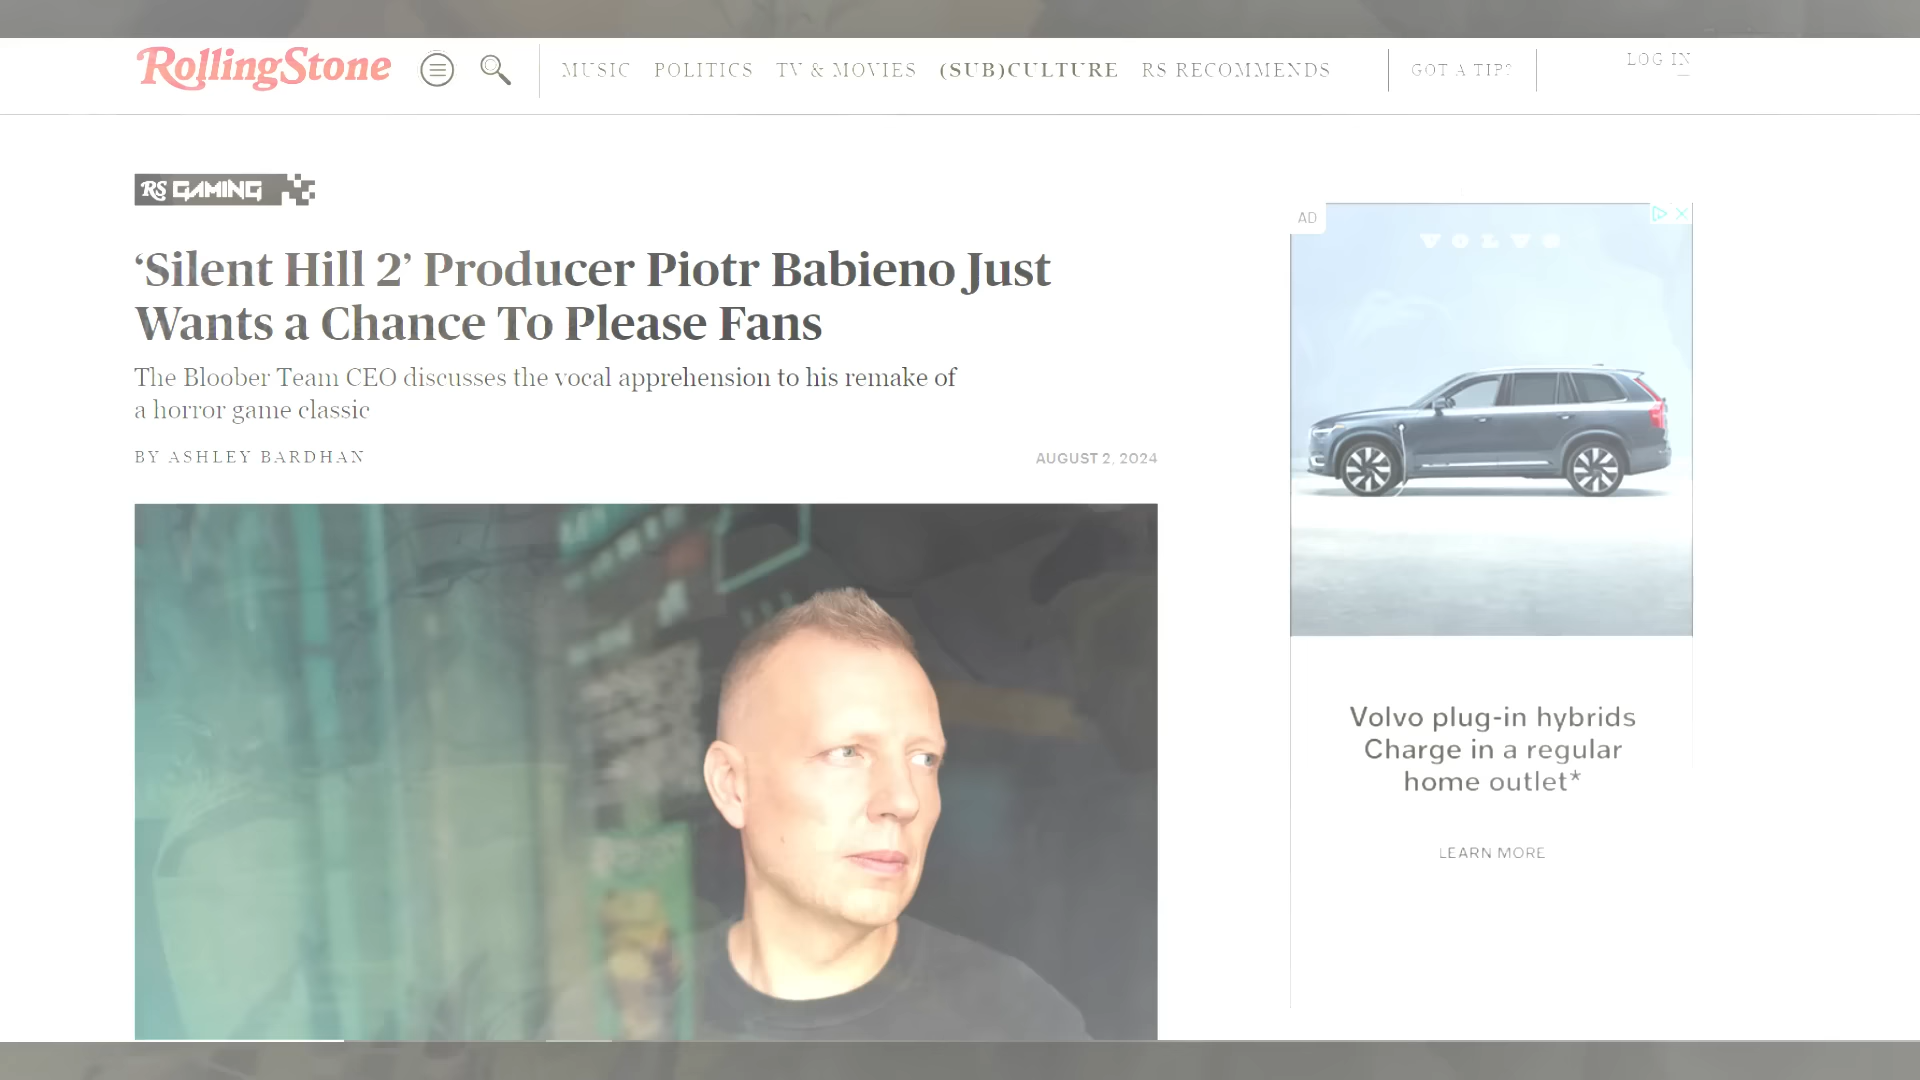 RollingStone
MUSIC POLITICS TV & MOVIES (SUB)CULTURE RS RECOMMENDS GOT A TIP? LOG IN
RS GAMING
‘Silent Hill 2’ Producer Piotr Babieno Just
Wants a Chance To Please Fans
The Bloober Team CEO discusses the vocal apprehension to his remake of
a horror game classic
BY ASHLEY BARDHAN
AUGUST 2, 2024
AD
VOLVO
Volvo plug-in hybrids
Charge in a regular
home outlet*
LEARN MORE